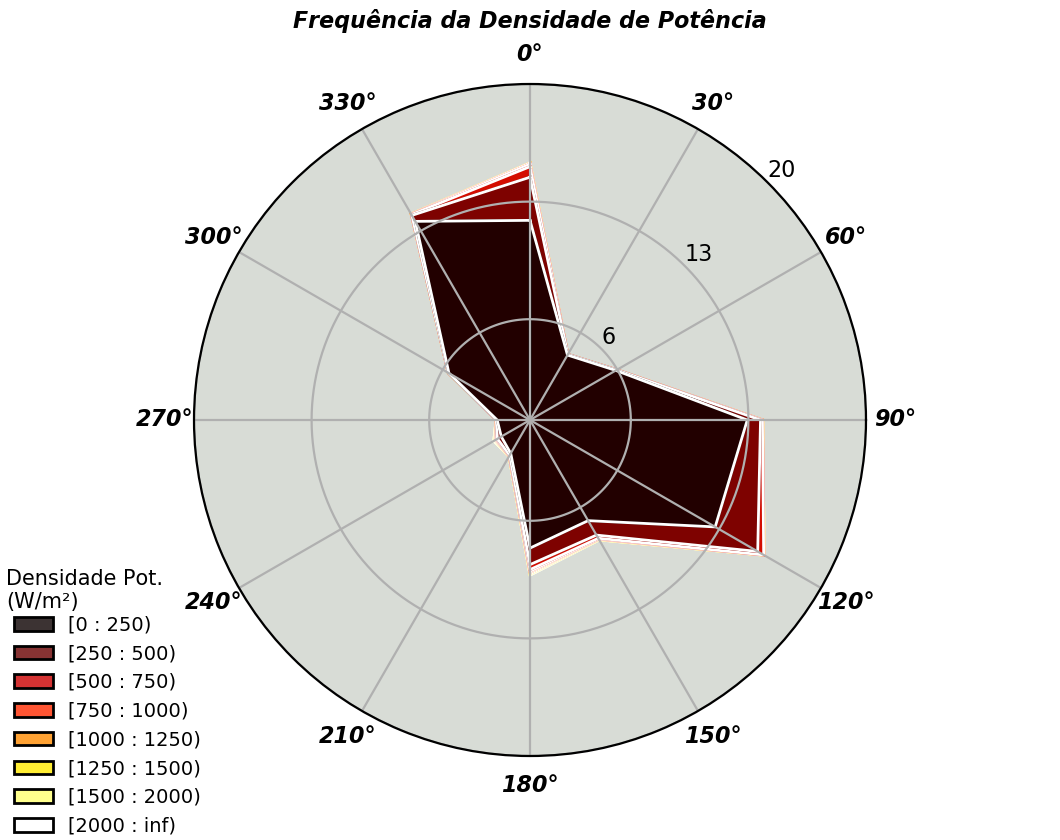 Frequência da Densidade de Potência
0°
30°
60°
90°
120°
150°
180°
210°
240°
270°
300°
330°
6
13
20
Densidade Pot.
(W/m²)
[0 : 250)
[250 : 500)
[500 : 750)
[750 : 1000)
[1000 : 1250)
[1250 : 1500)
[1500 : 2000)
[2000 : inf)